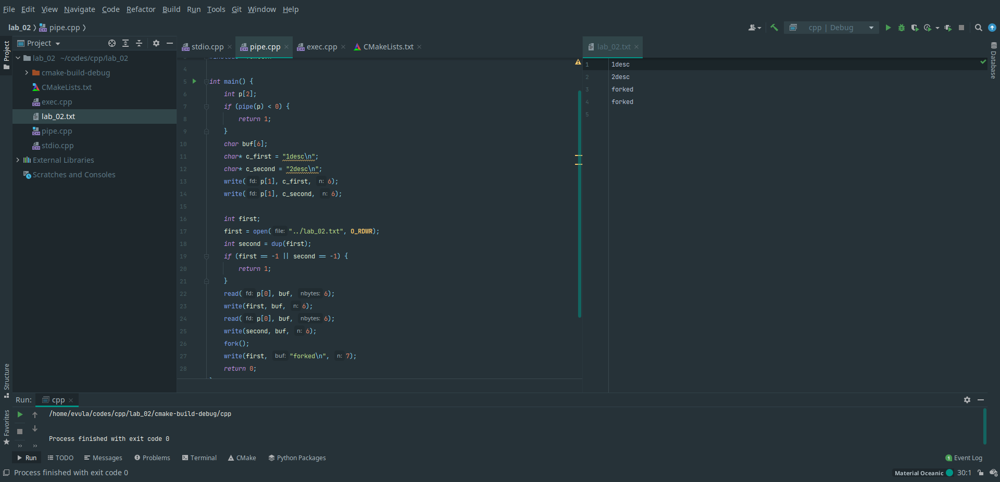 File Edit View Navigate Code Refactor Build Run Tools Git Window Help
lab_02 pipe.cpp
cpp | Debug
Project
Project
stdio.cpp pipe.cpp exec.cpp CMakeLists.txt
lab_02.txt
Database
lab_02 ~/codes/cpp/lab_02
cmake-build-debug
CMakeLists.txt
exec.cpp
lab_02.txt
pipe.cpp
stdio.cpp
External Libraries
Scratches and Consoles
4
5 int main() {
6 int p[2];
7 if (pipe(p) < 0) {
8 return 1;
9 }
10 char buf[6];
11 char* c_first = "1desc\n";
12 char* c_second = "2desc\n";
13 write( fd: p[1], c_first, n: 6);
14 write( fd: p[1], c_second, n: 6);
15
16 int first;
17 first = open( file: "../lab_02.txt", O_RDWR);
18 int second = dup(first);
19 if (first == -1 || second == -1) {
20 return 1;
21 }
22 read( fd: p[0], buf, nbytes: 6);
23 write(first, buf, n: 6);
24 read( fd: p[0], buf, nbytes: 6);
25 write(second, buf, n: 6);
26 fork();
27 write(first, buf: "forked\n", n: 7);
28 return 0;
1 1desc
2 2desc
3 forked
4 forked
5
Structure
Favorites
Run: cpp
/home/evula/codes/cpp/lab_02/cmake-build-debug/cpp
Process finished with exit code 0
Run TODO Messages Problems Terminal CMake Python Packages
1 Event Log
Process finished with exit code 0
Material Oceanic 30:1